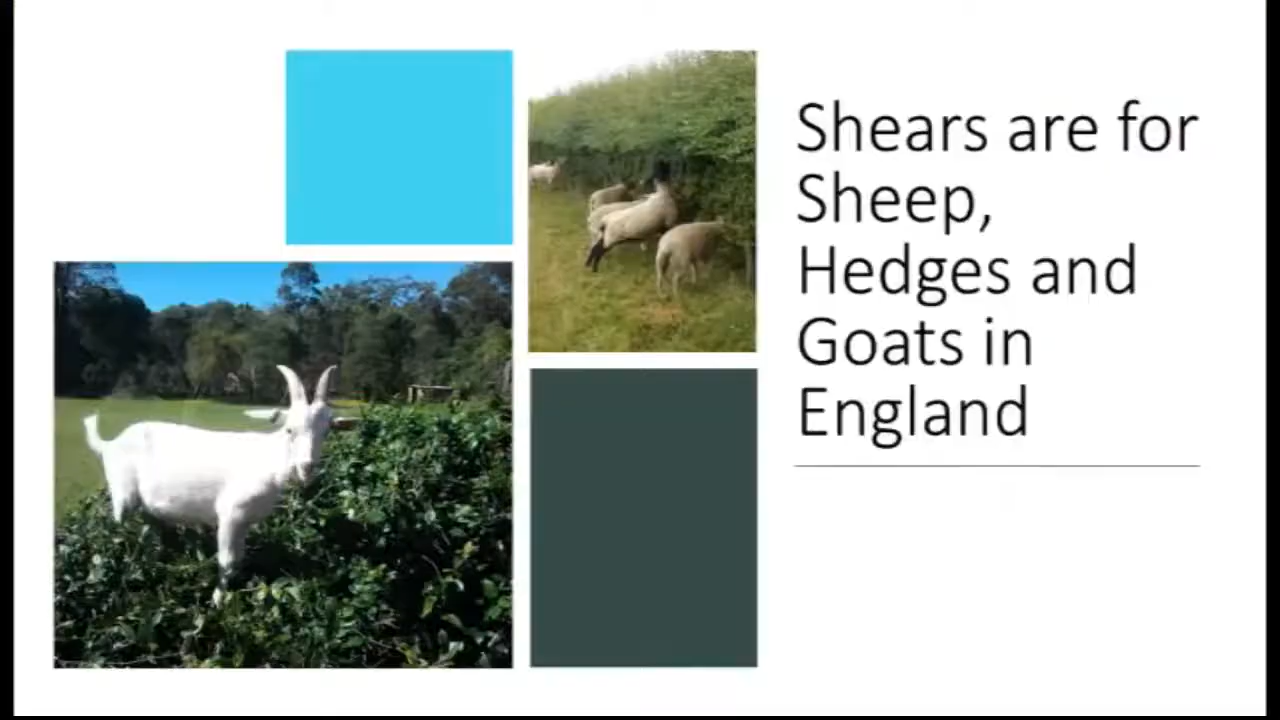 Shears are for
Sheep,
Hedges and
Goats in
England